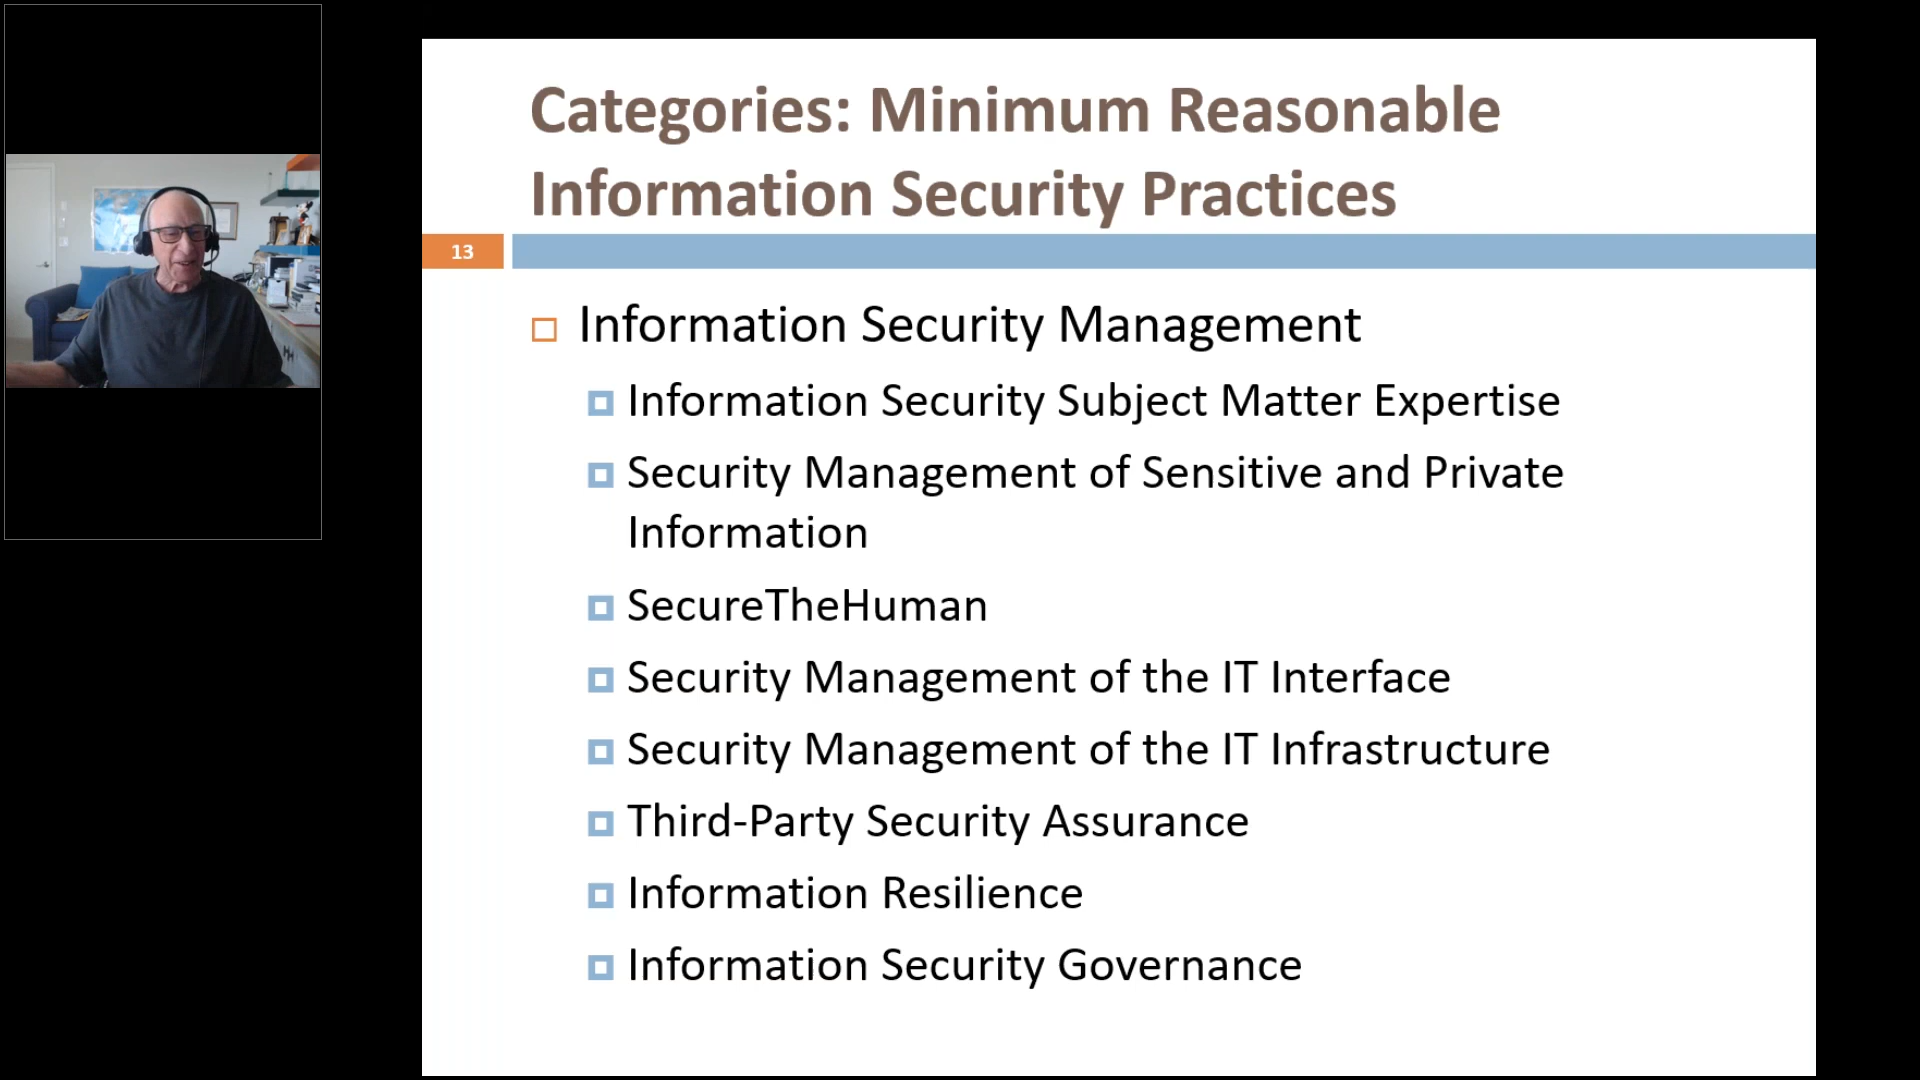 Categories: Minimum Reasonable
Information Security Practices
13
Information Security Management
Information Security Subject Matter Expertise
Security Management of Sensitive and Private
Information
SecureTheHuman
Security Management of the IT Interface
Security Management of the IT Infrastructure
Third-Party Security Assurance
Information Resilience
Information Security Governance